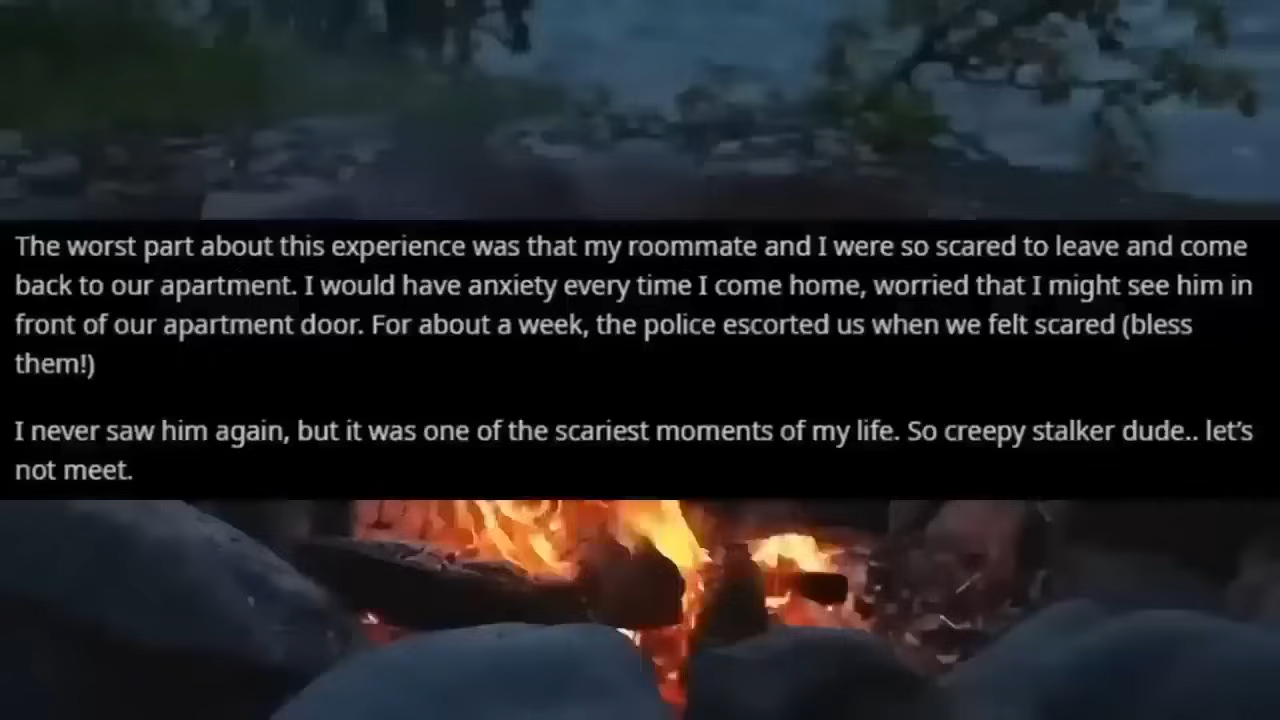 The worst part about this experience was that my roommate and I were so scared to leave and come
back to our apartment. I would have anxiety every time I come home, worried that I might see him in
front of our apartment door. For about a week, the police escorted us when we felt scared (bless
them!)
I never saw him again, but it was one of the scariest moments of my life. So creepy stalker dude.. let's
not meet.